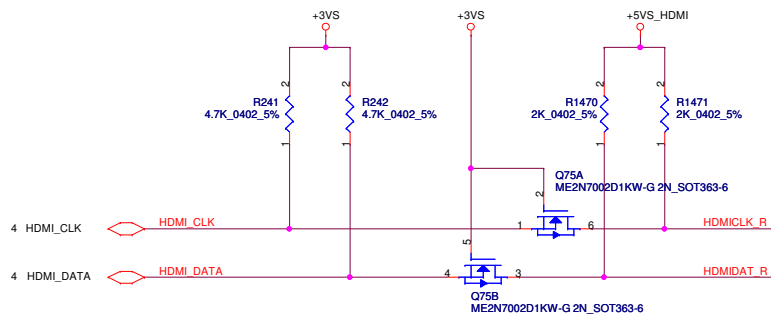 +3VS
+3VS
+5VS_HDMI
2
2
2
2
R241
4.7K_0402_5%
R242
4.7K_0402_5%
R1470
2K_0402_5%
R1471
2K_0402_5%
1
1
1
1
Q75A
ME2N7002D1KW-G 2N_SOT363-6
2
4 HDMI_CLK
HDMI_CLK
1
6
HDMICLK_R
5
4 HDMI_DATA
HDMI_DATA
4
3
HDMIDAT_R
Q75B
ME2N7002D1KW-G 2N_SOT363-6